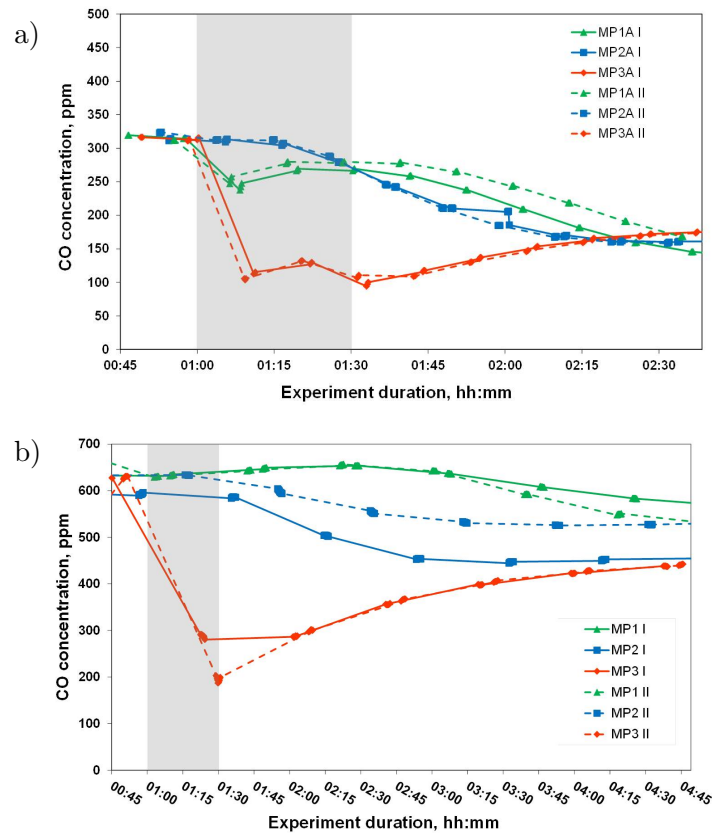 a)
500
450
400
350
300
250
200
150
100
50
0
CO concentration, ppm
MP1A I
MP2A I
MP3A I
MP1A II
MP2A II
MP3A II
00:45 01:00 01:15 01:30 01:45 02:00 02:15 02:30
Experiment duration, hh:mm
b)
700
600
500
400
300
200
100
0
CO concentration, ppm
MP1 I
MP2 I
MP3 I
MP1 II
MP2 II
MP3 II
00:45 01:00 01:15 01:30 01:45 02:00 02:15 02:30 02:45 03:00 03:15 03:30 03:45 04:00 04:15 04:30 04:45
Experiment duration, hh:mm